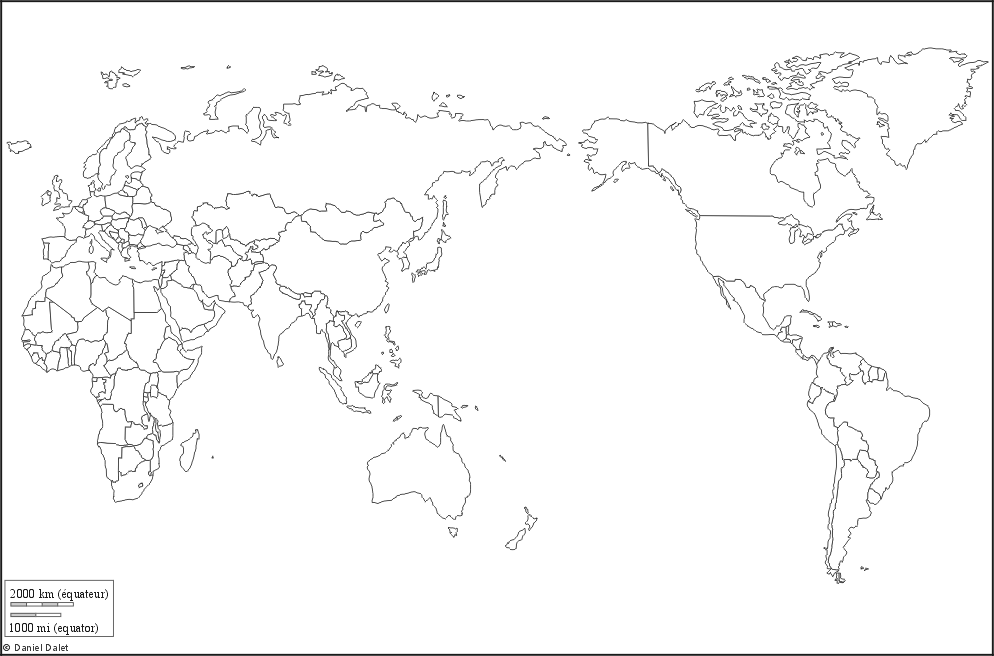 2000 km (équateur)
1000 mi (equator)
© Daniel Dalet